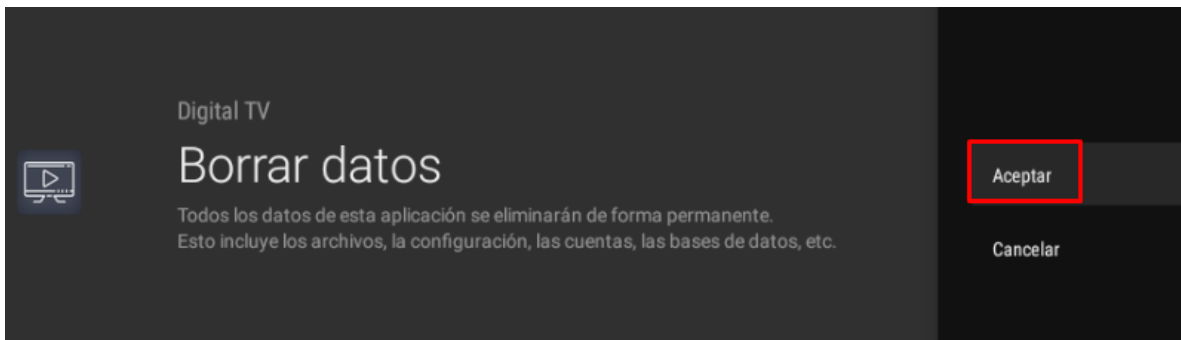 Digital TV
Borrar datos
Todos los datos de esta aplicación se eliminarán de forma permanente.
Esto incluye los archivos, la configuración, las cuentas, las bases de datos, etc.
Aceptar
Cancelar